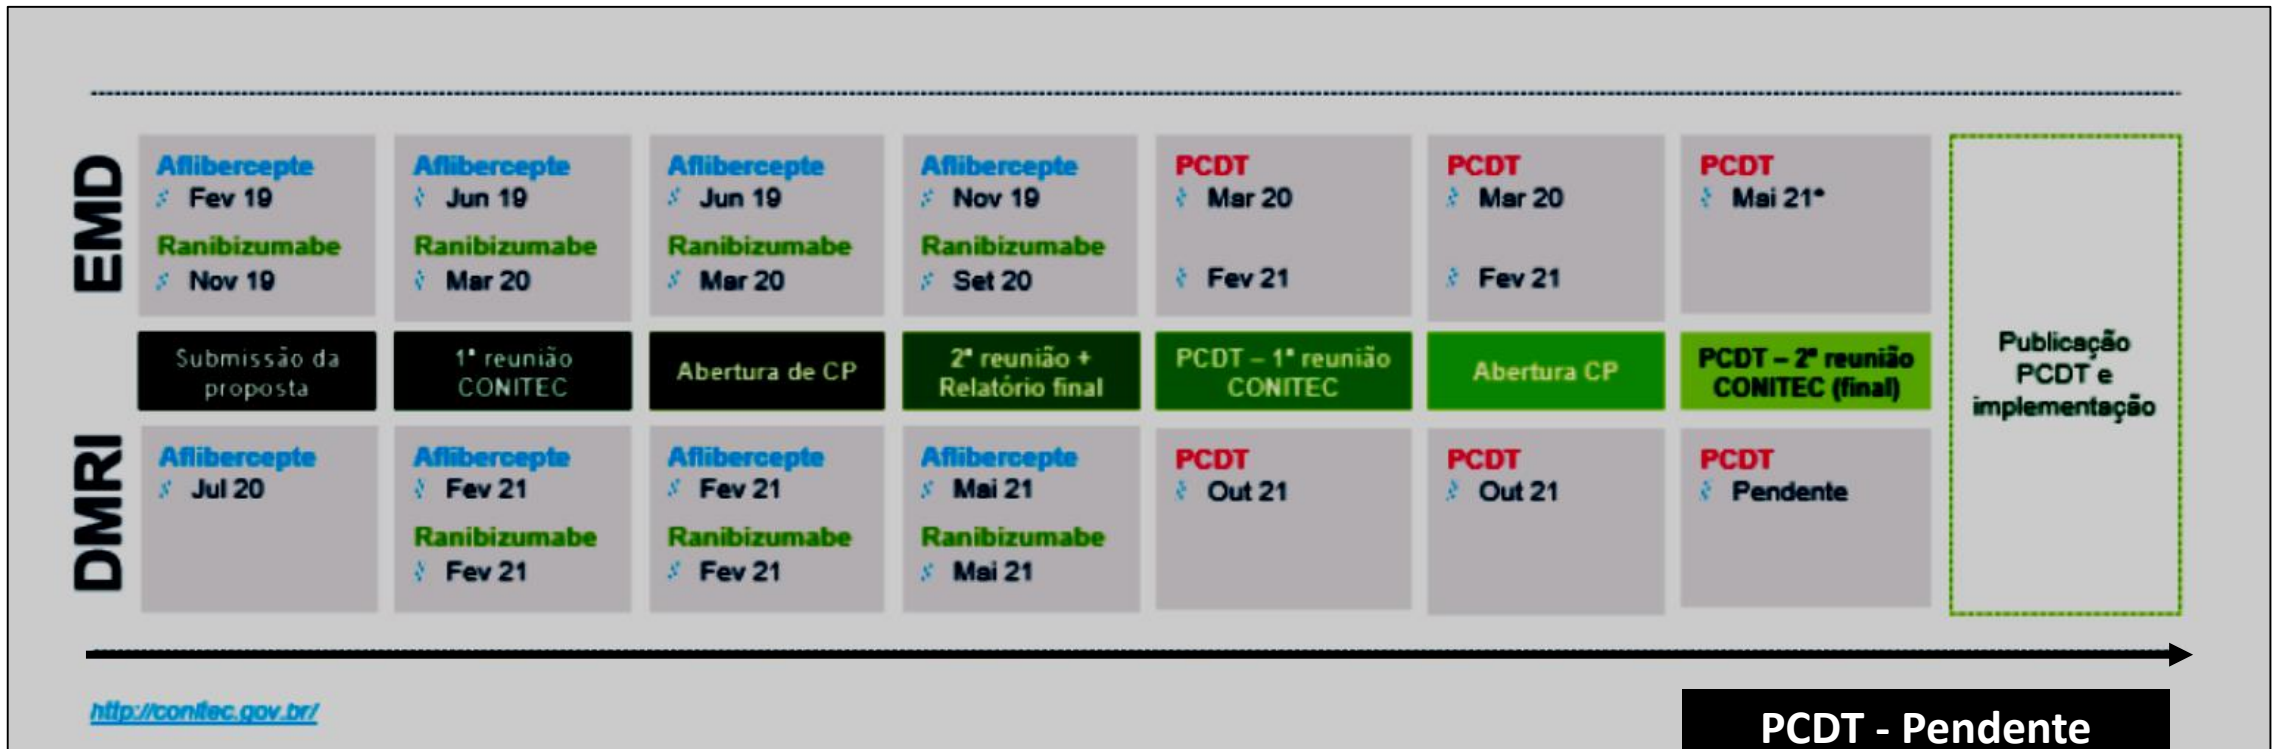 EMD
Aflibercepte
Fev 19
Ranibizumabe
Nov 19
Aflibercepte
Jun 19
Ranibizumabe
Mar 20
Aflibercepte
Jun 19
Ranibizumabe
Mar 20
Aflibercepte
Nov 19
Ranibizumabe
Set 20
PCDT
Mar 20
Fev 21
PCDT
Mar 20
Fev 21
PCDT
Mai 21*
Submissão da
proposta
1ª reunião
CONITEC
Abertura de CP
2ª reunião +
Relatório final
PCDT – 1ª reunião
CONITEC
Abertura CP
PCDT – 2ª reunião
CONITEC (final)
Publicação
PCDT e
implementação
DMRI
Aflibercepte
Jul 20
Aflibercepte
Fev 21
Ranibizumabe
Fev 21
Aflibercepte
Fev 21
Ranibizumabe
Fev 21
Aflibercepte
Mai 21
Ranibizumabe
Mai 21
PCDT
Out 21
PCDT
Out 21
PCDT
Pendente
http://conitec.gov.br/
PCDT - Pendente